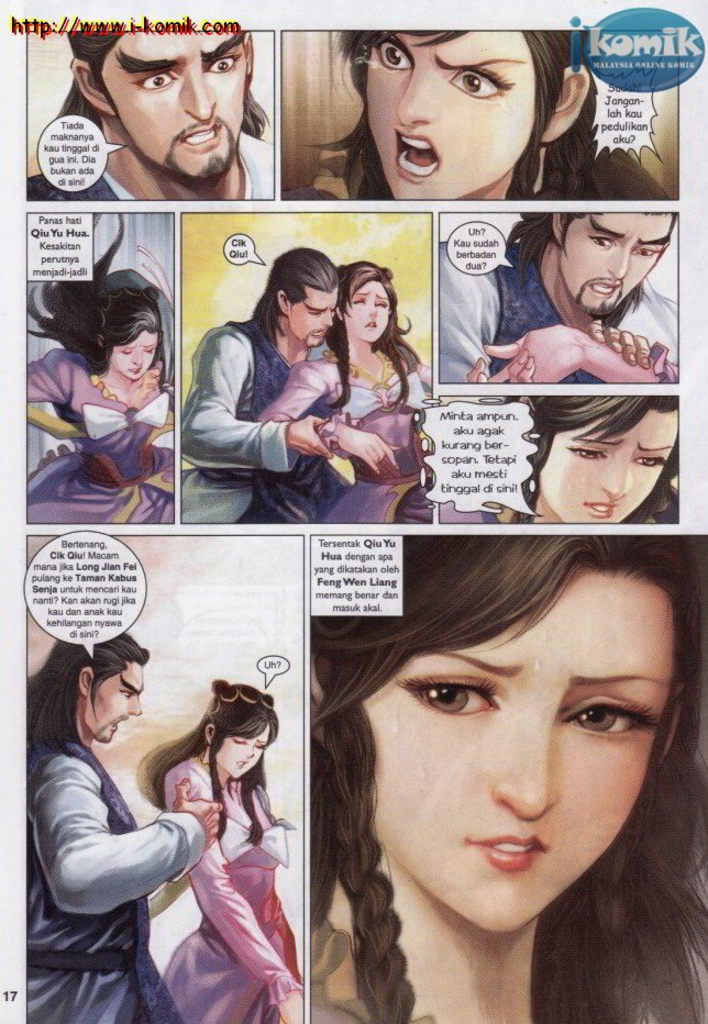 http://www.i-komik.com
ikomik
MALAYSIA ONLINE KOMIK
Tiada
maknanya
kau tinggal di
gua ini. Dia
bukan ada
di sini!
Sudah!
Jangan-
lah kau
pedulikan
aku?
Panas hati
Qiu Yu Hua.
Kesakitan
perutnya
menjadi-jadi
Cik
Qiu!
Uh?
Kau sudah
berbadan
dua?
Minta ampun.
aku agak
kurang ber-
sopan. Tetapi
aku mesti
tinggal di sini!
Bertenang,
Cik Qiu! Macam
mana jika Long Jian Fei
pulang ke Taman Kabus
Senja untuk mencari kau
nanti? Kan akan rugi jika
kau dan anak kau
kehilangan nyawa
di sini?
Uh?
Tersentak Qiu Yu
Hua dengan apa
yang dikatakan oleh
Feng Wen Liang
memang benar dan
masuk akal.
17